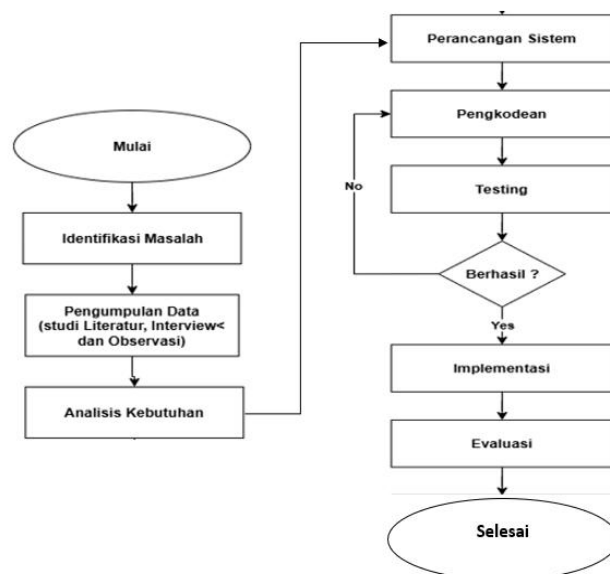 Mulai
Identifikasi Masalah
Pengumpulan Data
(studi Literatur, Interview<
dan Observasi)
Analisis Kebutuhan
Perancangan Sistem
Pengkodean
Testing
Berhasil ?
No
Yes
Implementasi
Evaluasi
Selesai